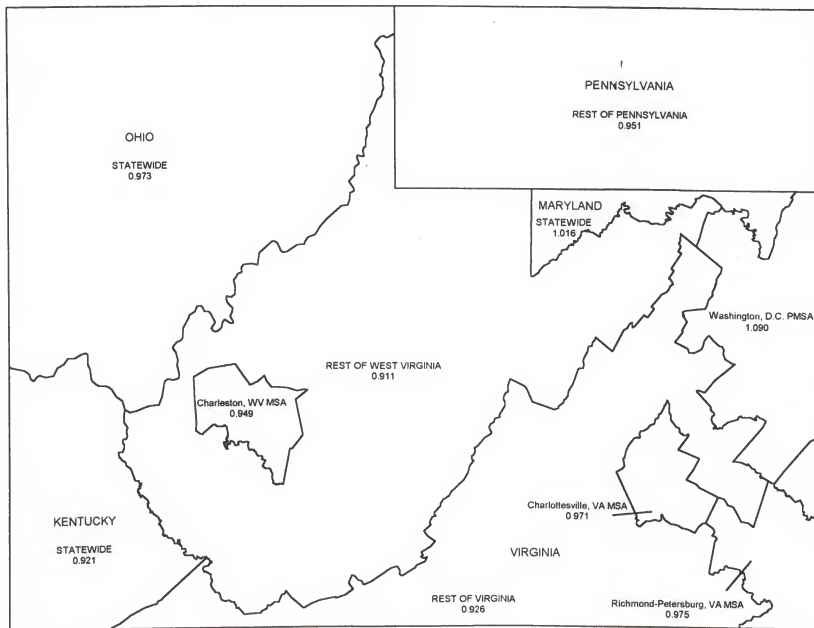 PENNSYLVANIA
REST OF PENNSYLVANIA
0.951
OHIO
STATEWIDE
0.973
MARYLAND
STATEWIDE
1.016
Washington, D.C. PMSA
1.090
REST OF WEST VIRGINIA
0.911
Charleston, WV MSA
0.949
Charlottesville, VA MSA
0.971
KENTUCKY
STATEWIDE
0.921
VIRGINIA
REST OF VIRGINIA
0.926
Richmond-Petersburg, VA MSA
0.975